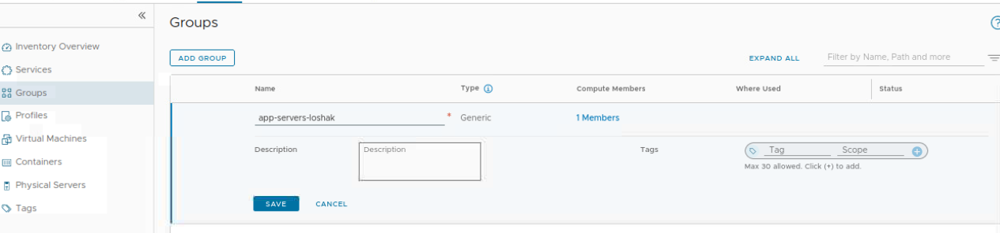 «
Groups
?
Inventory Overview
Services
Groups
Profiles
Virtual Machines
Containers
Physical Servers
Tags
ADD GROUP
EXPAND ALL
Filter by Name, Path and more
Name
Type
Compute Members
Where Used
Status
app-servers-loshak
*
Generic
1 Members
Description
Description
Tags
Tag
Scope
Max 30 allowed. Click (+) to add.
SAVE
CANCEL